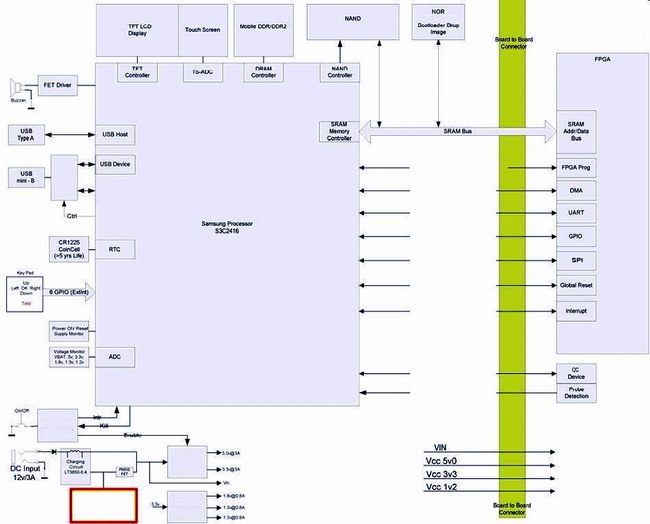 TFT LCD
Display
Touch Screen
Mobile DDR/DDR2
NAND
NOR
Bootloader Bkup
Image
Board to Board
Connector
FPGA
TFT
Controller
TS-ADC
DRAM
Controller
NAND
Controller
FET Driver
Buzzer
USB
Type A
USB Host
SRAM
Memory
Controller
SRAM Bus
SRAM
Addr/Data
Bus
USB
mini - B
USB Device
Ctrl
FPGA Prog
DMA
UART
GPIO
SPI
Global Reset
Interrupt
Samsung Processor
S3C2416
CR1225
CoinCell
(>5 yrs Life)
RTC
Key Pad
Up
Left, OK, Right
Down
Test
6 GPIO (ExtInt)
Power ON Reset
Supply Monitor
Voltage Monitor
VBAT, 5v, 3.3v,
1.8v, 1.3v, 1.2v
ADC
I2C
Device
Probe
Detection
On/Off
Intr
Kill
Enable
DC Input
12v/3A
Charging
Circuit
LT3650-8.4
PMOS
FET
5.0v@3A
3.3v@3A
Vin
3.3v
1.8v@0.8A
1.3v@0.8A
1.2v@0.8A
VIN
Vcc 5v0
Vcc 3v3
Vcc 1v2
Board to Board
Connector